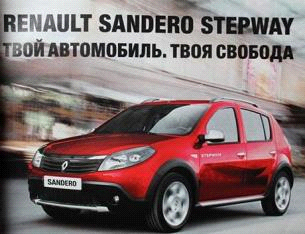 RENAULT SANDERO STEPWAY
ТВОЙ АВТОМОБИЛЬ. ТВОЯ СВОБОДА
STEPWAY
SANDERO